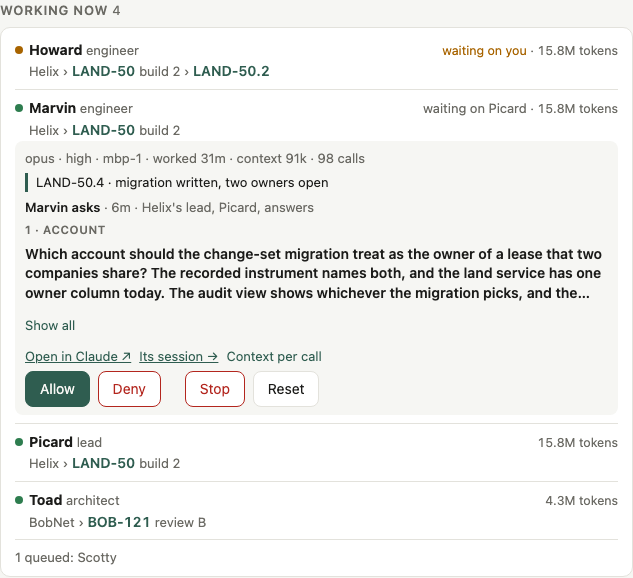 WORKING NOW 4
Howard engineer
waiting on you · 15.8M tokens
Helix › LAND-50 build 2 › LAND-50.2
Marvin engineer
waiting on Picard · 15.8M tokens
Helix › LAND-50 build 2
opus · high · mbp-1 · worked 31m · context 91k · 98 calls
LAND-50.4 · migration written, two owners open
Marvin asks · 6m · Helix's lead, Picard, answers
1 · ACCOUNT
Which account should the change-set migration treat as the owner of a lease that two
companies share? The recorded instrument names both, and the land service has one
owner column today. The audit view shows whichever the migration picks, and the...
Show all
Open in Claude ↗ Its session → Context per call
Allow Deny Stop Reset
Picard lead
15.8M tokens
Helix › LAND-50 build 2
Toad architect
4.3M tokens
BobNet › BOB-121 review B
1 queued: Scotty